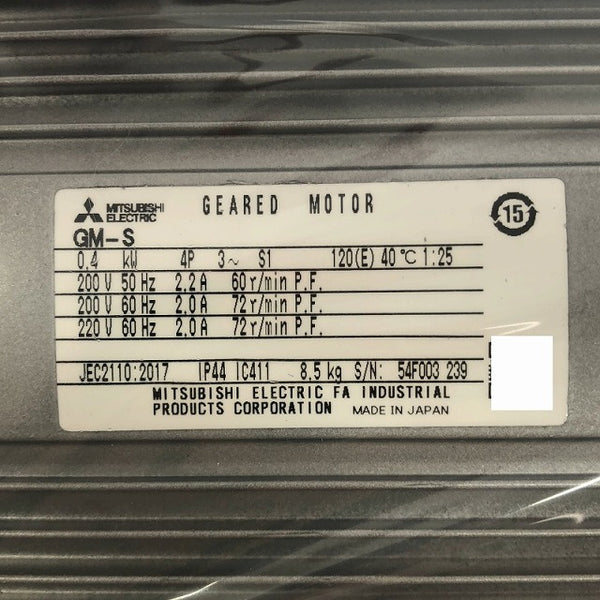 MITSUBISHI ELECTRIC GEARED MOTOR 15
GM-S
0.4 kW 4P 3~ S1 120(E) 40℃ 1:25
200 V 50 Hz 2.2 A 60 r/min P.F.
200 V 60 Hz 2.0 A 72 r/min P.F.
220 V 60 Hz 2.0 A 72 r/min P.F.
JEC2110:2017 IP44 IC411 8.5 kg S/N: 54F003 239
MITSUBISHI ELECTRIC FA INDUSTRIAL
PRODUCTS CORPORATION MADE IN JAPAN